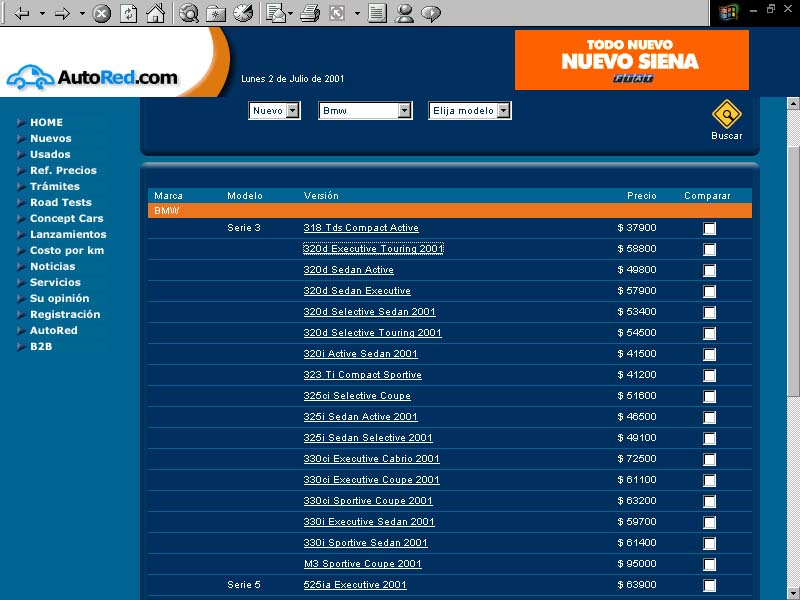 TODO NUEVO
NUEVO SIENA
FIAT
AutoRed.com
Lunes 2 de Julio de 2001
Nuevo Bmw Elija modelo
Buscar
HOME
Nuevos
Usados
Ref. Precios
Trámites
Road Tests
Concept Cars
Lanzamientos
Costo por km
Noticias
Servicios
Su opinión
Registración
AutoRed
B2B
Marca Modelo Versión Precio Comparar
BMW
Serie 3 318 Tds Compact Active $ 37900
320d Executive Touring 2001 $ 58800
320d Sedan Active $ 49800
320d Sedan Executive $ 57900
320d Selective Sedan 2001 $ 53400
320d Selective Touring 2001 $ 54500
320i Active Sedan 2001 $ 41500
323 Ti Compact Sportive $ 41200
325ci Selective Coupe $ 51600
325i Sedan Active 2001 $ 46500
325i Sedan Selective 2001 $ 49100
330ci Executive Cabrio 2001 $ 72500
330ci Executive Coupe 2001 $ 61100
330ci Sportive Coupe 2001 $ 63200
330i Executive Sedan 2001 $ 59700
330i Sportive Sedan 2001 $ 61400
M3 Sportive Coupe 2001 $ 95000
Serie 5 525ia Executive 2001 $ 63900